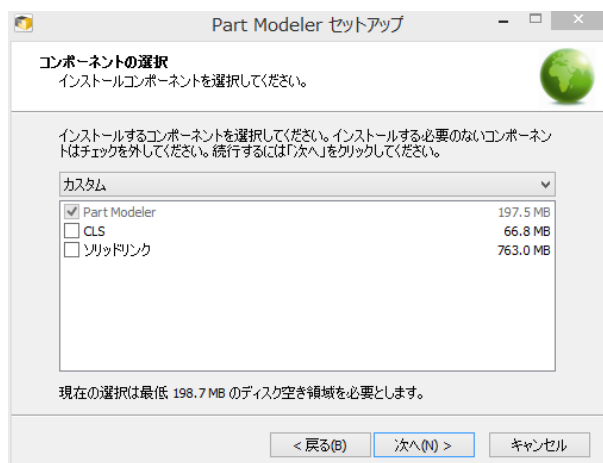 Part Modeler セットアップ
コンポーネントの選択
インストールコンポーネントを選択してください。
インストールするコンポーネントを選択してください。インストールする必要のないコンポーネン
トはチェックを外してください。続行するには「次へ」をクリックしてください。
カスタム
Part Modeler 197.5 MB
CLS 66.8 MB
ソリッドリンク 763.0 MB
現在の選択は最低 198.7 MB のディスク空き領域を必要とします。
< 戻る(B) 次へ(N) > キャンセル